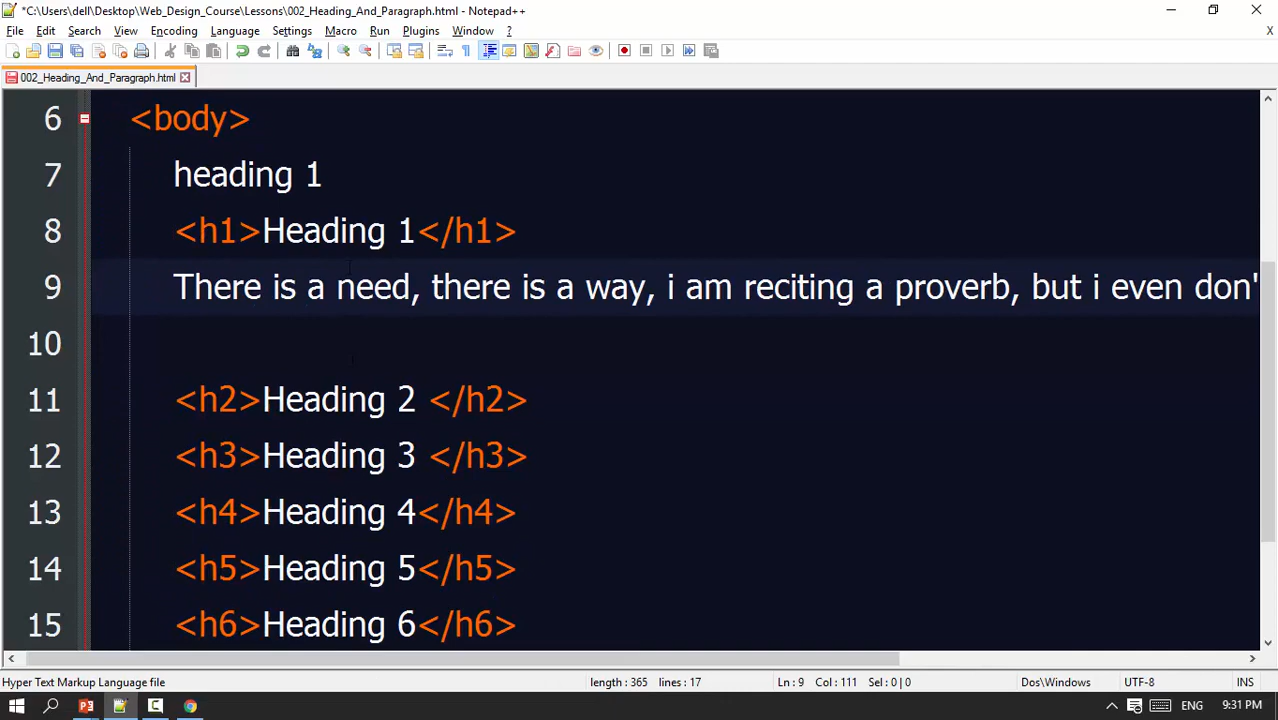 *C:\Users\dell\Desktop\Web_Design_Course\Lessons\002_Heading_And_Paragraph.html - Notepad++
File Edit Search View Encoding Language Settings Macro Run Plugins Window ? X
002_Heading_And_Paragraph.html
6 <body>
7 heading 1
8 <h1>Heading 1</h1>
9 There is a need, there is a way, i am reciting a proverb, but i even don'
10
11 <h2>Heading 2 </h2>
12 <h3>Heading 3 </h3>
13 <h4>Heading 4</h4>
14 <h5>Heading 5</h5>
15 <h6>Heading 6</h6>
Hyper Text Markup Language file length : 365 lines : 17 Ln : 9 Col : 111 Sel : 0 | 0 Dos\Windows UTF-8 INS
ENG 9:31 PM